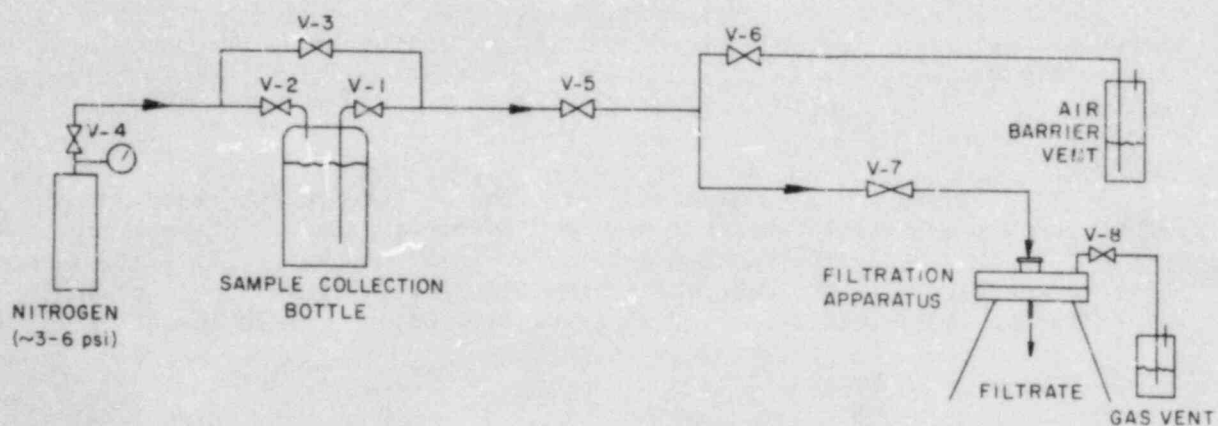 V-3
V-6
V-2
V-1
V-5
V-4
AIR
BARRIER
VENT
V-7
V-8
FILTRATION
APPARATUS
SAMPLE COLLECTION
BOTTLE
NITROGEN
(~3-6 psi)
FILTRATE
GAS VENT